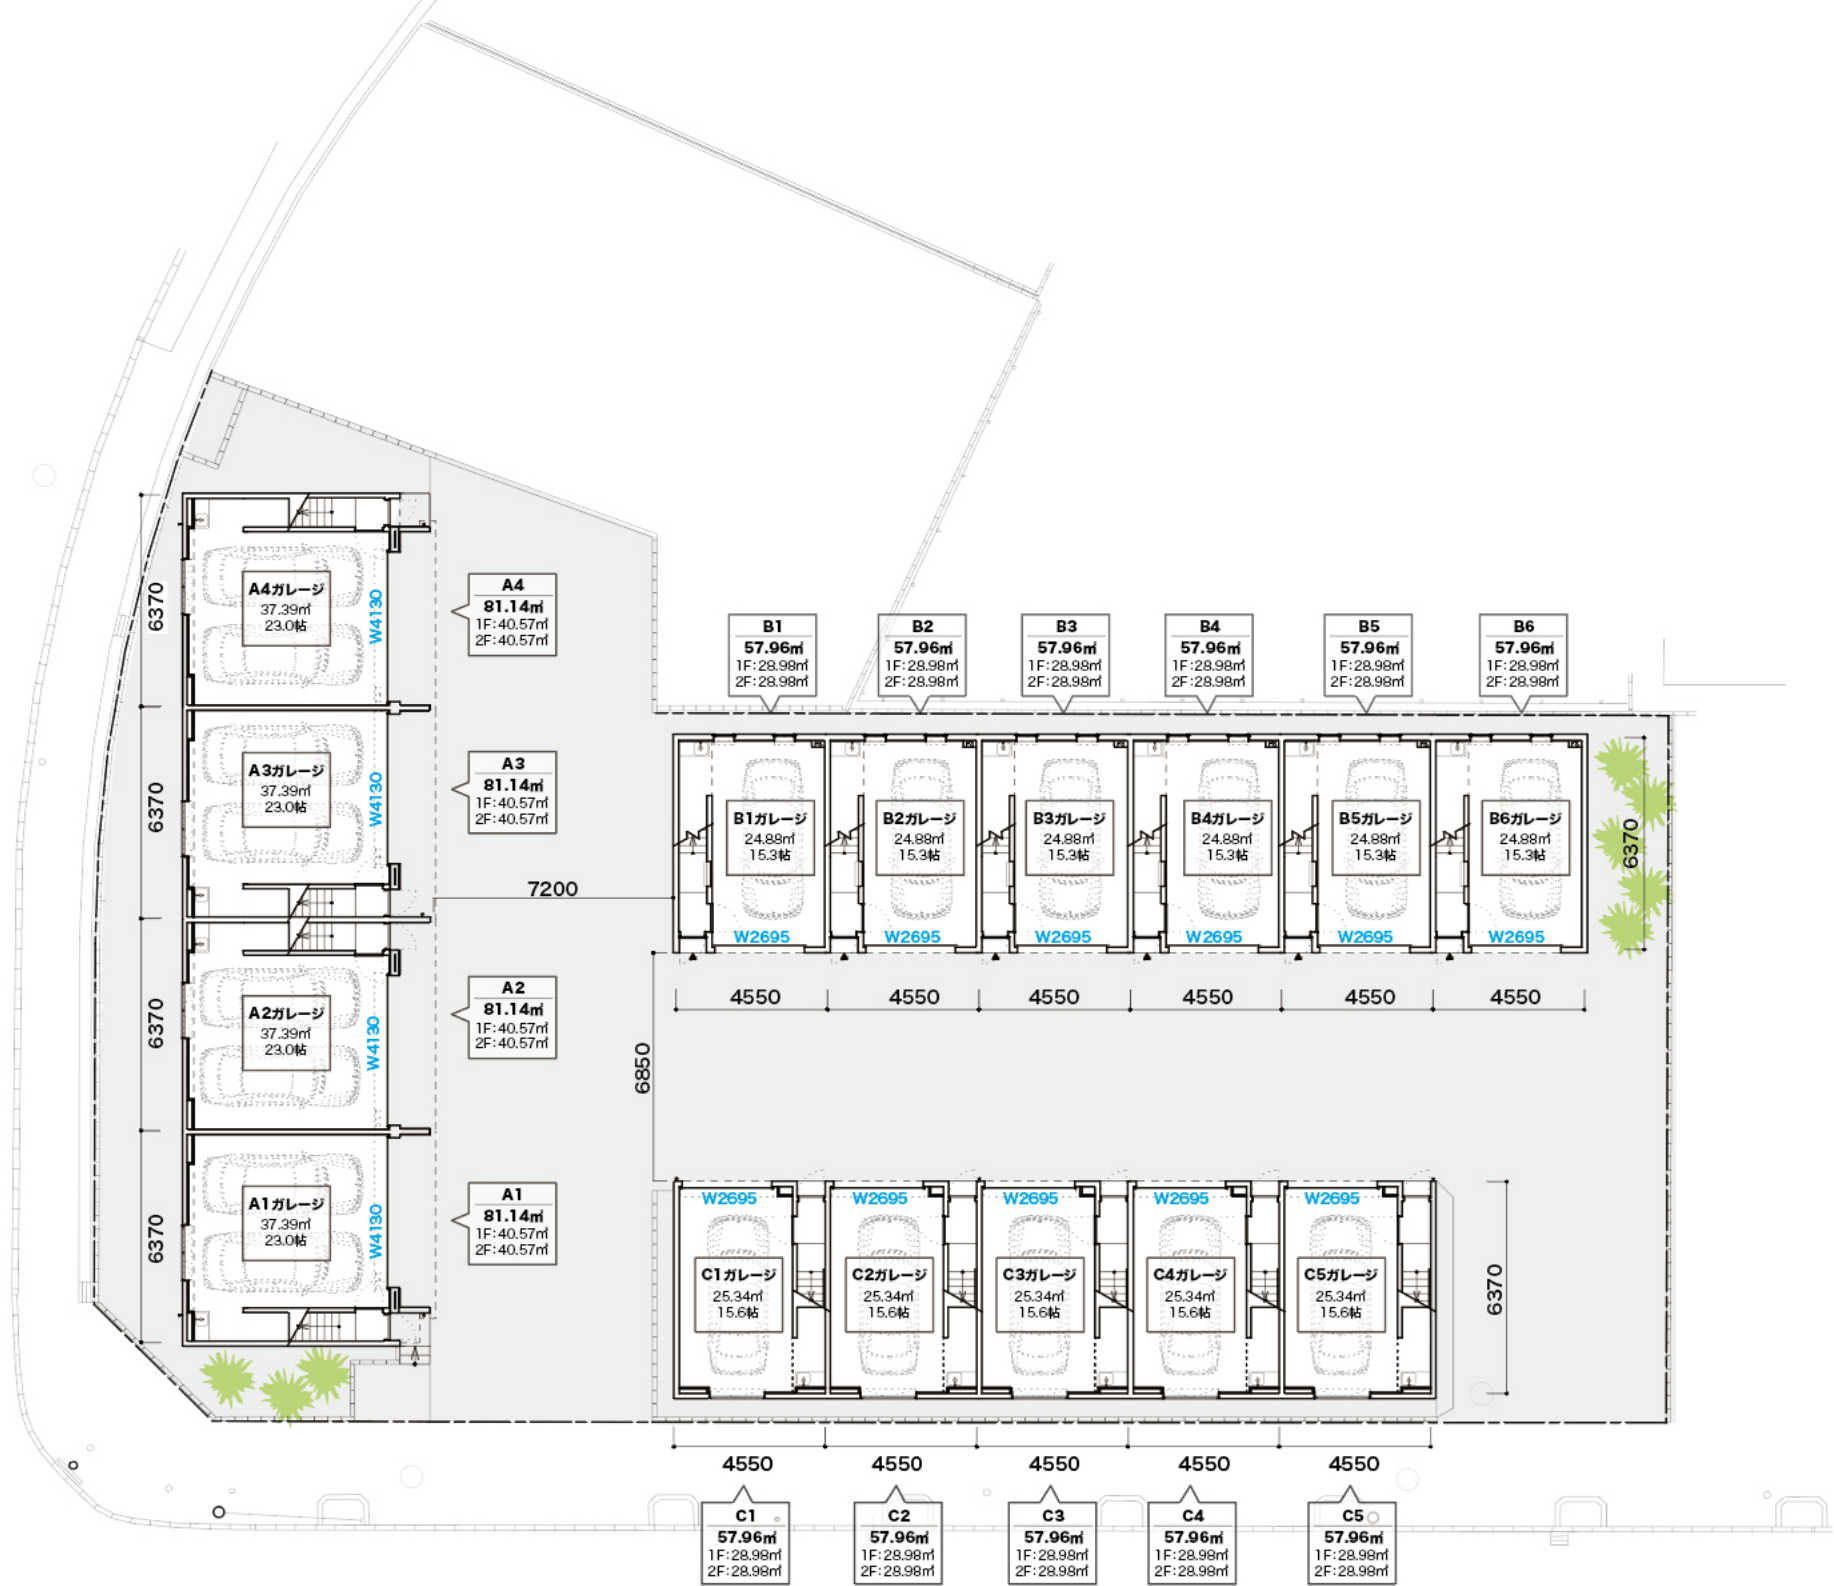 A4ガレージ
37.39㎡
23.0帖
W4130
6370
A4
81.14㎡
1F:40.57㎡
2F:40.57㎡
A3ガレージ
37.39㎡
23.0帖
W4130
6370
A3
81.14㎡
1F:40.57㎡
2F:40.57㎡
A2ガレージ
37.39㎡
23.0帖
W4130
6370
A2
81.14㎡
1F:40.57㎡
2F:40.57㎡
A1ガレージ
37.39㎡
23.0帖
W4130
6370
A1
81.14㎡
1F:40.57㎡
2F:40.57㎡
7200
6850
B1
57.96㎡
1F:28.98㎡
2F:28.98㎡
B2
57.96㎡
1F:28.98㎡
2F:28.98㎡
B3
57.96㎡
1F:28.98㎡
2F:28.98㎡
B4
57.96㎡
1F:28.98㎡
2F:28.98㎡
B5
57.96㎡
1F:28.98㎡
2F:28.98㎡
B6
57.96㎡
1F:28.98㎡
2F:28.98㎡
B1ガレージ
24.88㎡
15.3帖
W2695
B2ガレージ
24.88㎡
15.3帖
W2695
B3ガレージ
24.88㎡
15.3帖
W2695
B4ガレージ
24.88㎡
15.3帖
W2695
B5ガレージ
24.88㎡
15.3帖
W2695
B6ガレージ
24.88㎡
15.3帖
W2695
6370
4550
4550
4550
4550
4550
4550
W2695
C1ガレージ
25.34㎡
15.6帖
W2695
C2ガレージ
25.34㎡
15.6帖
W2695
C3ガレージ
25.34㎡
15.6帖
W2695
C4ガレージ
25.34㎡
15.6帖
W2695
C5ガレージ
25.34㎡
15.6帖
6370
4550
4550
4550
4550
4550
C1
57.96㎡
1F:28.98㎡
2F:28.98㎡
C2
57.96㎡
1F:28.98㎡
2F:28.98㎡
C3
57.96㎡
1F:28.98㎡
2F:28.98㎡
C4
57.96㎡
1F:28.98㎡
2F:28.98㎡
C5
57.96㎡
1F:28.98㎡
2F:28.98㎡